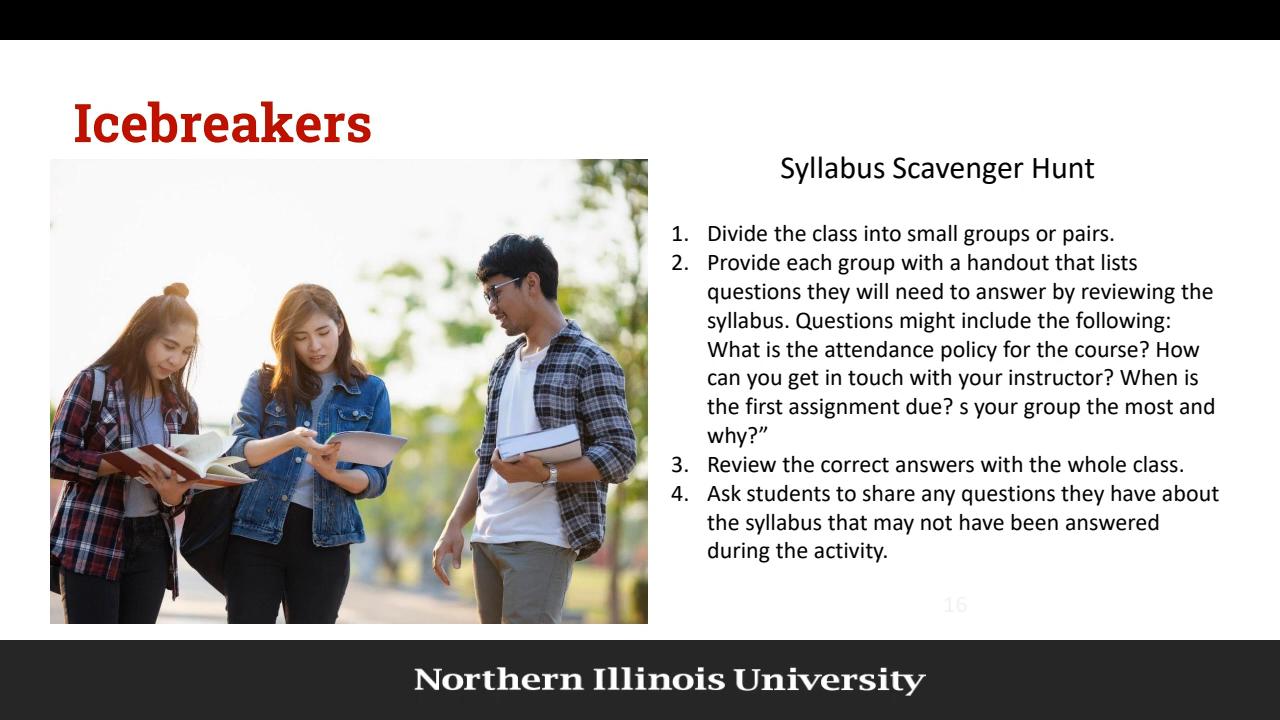 Icebreakers
Syllabus Scavenger Hunt
1. Divide the class into small groups or pairs.
2. Provide each group with a handout that lists
questions they will need to answer by reviewing the
syllabus. Questions might include the following:
What is the attendance policy for the course? How
can you get in touch with your instructor? When is
the first assignment due? s your group the most and
why?”
3. Review the correct answers with the whole class.
4. Ask students to share any questions they have about
the syllabus that may not have been answered
during the activity.
16
Northern Illinois University